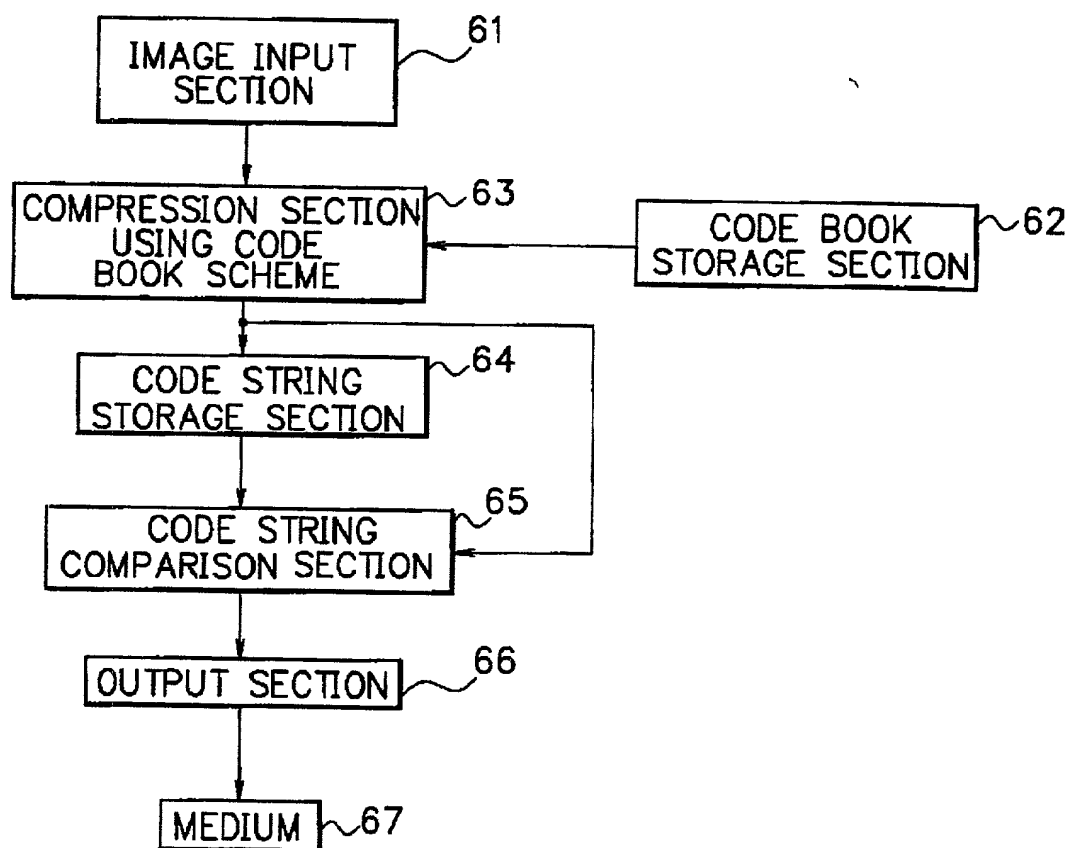 61
IMAGE INPUT
SECTION
63
COMPRESSION SECTION
USING CODE
BOOK SCHEME
62
CODE BOOK
STORAGE SECTION
64
CODE STRING
STORAGE SECTION
65
CODE STRING
COMPARISON SECTION
66
OUTPUT SECTION
67
MEDIUM